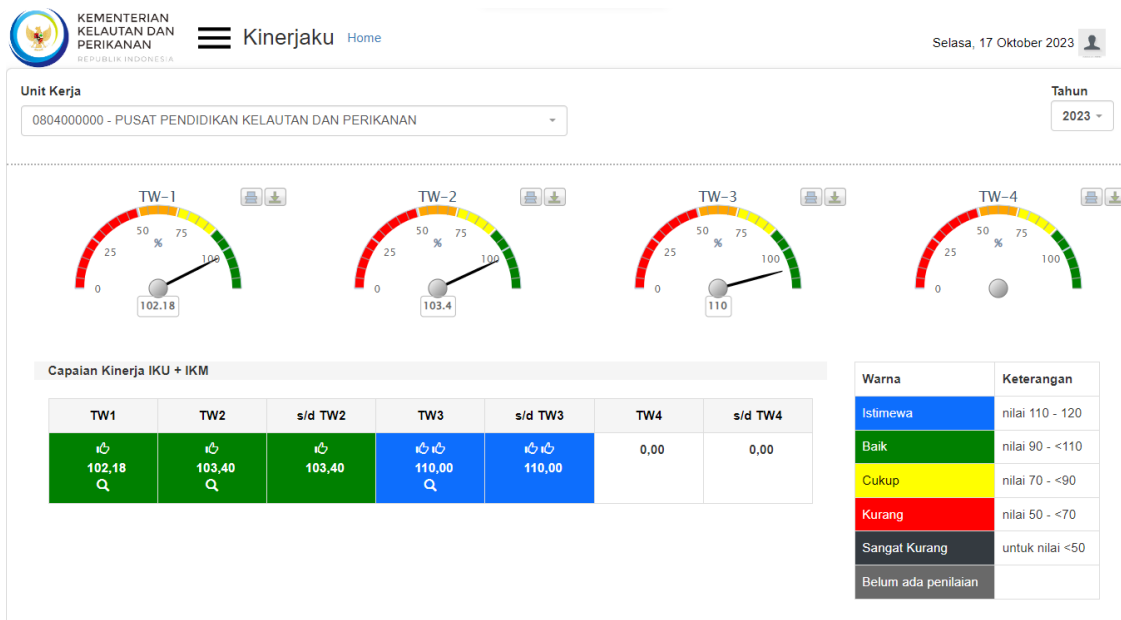 KEMENTERIAN
KELAUTAN DAN
PERIKANAN
REPUBLIK INDONESIA
Kinerjaku Home
Selasa, 17 Oktober 2023
Unit Kerja
Tahun
0804000000 - PUSAT PENDIDIKAN KELAUTAN DAN PERIKANAN
2023
TW-1
0 25 50 75 100
%
102.18
TW-2
0 25 50 75 100
%
103.4
TW-3
0 25 50 75 100
%
110
TW-4
0 25 50 75 100
%
Capaian Kinerja IKU + IKM
TW1 TW2 s/d TW2 TW3 s/d TW3 TW4 s/d TW4
102,18 103,40 103,40 110,00 110,00 0,00 0,00
Warna Keterangan
Istimewa nilai 110 - 120
Baik nilai 90 - <110
Cukup nilai 70 - <90
Kurang nilai 50 - <70
Sangat Kurang untuk nilai <50
Belum ada penilaian